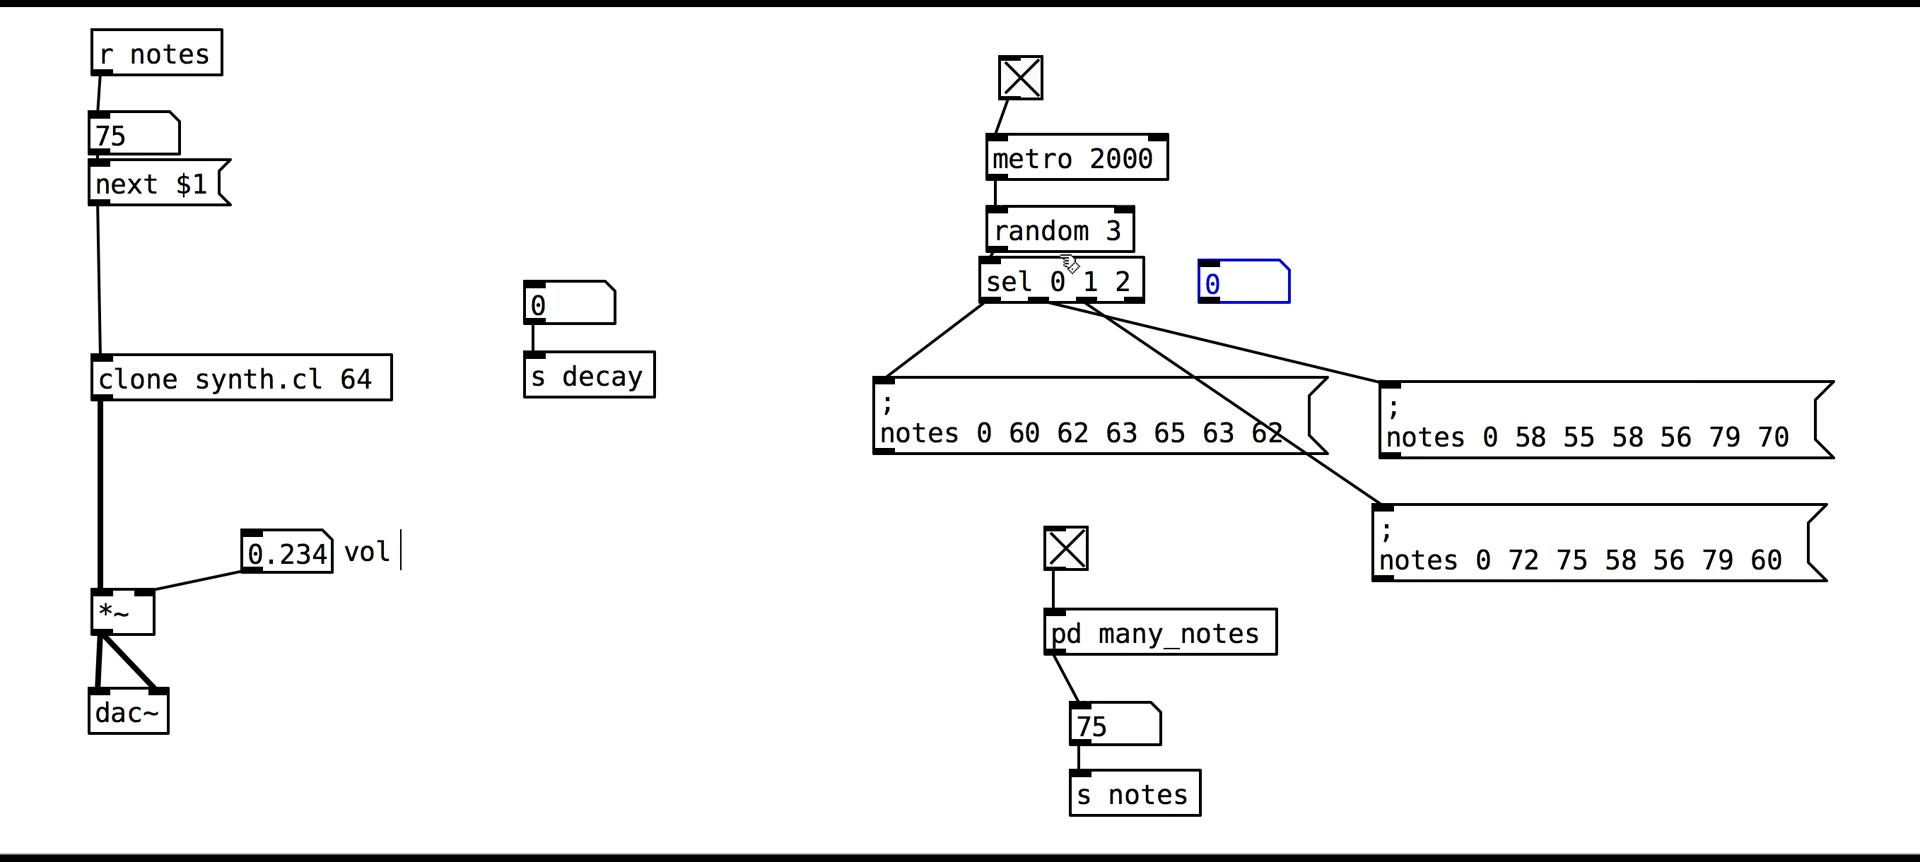 r notes
75
next $1
clone synth.cl 64
0.234 vol
*~
dac~
0
s decay
metro 2000
random 3
sel 0 1 2
0
;
notes 0 60 62 63 65 63 62
;
notes 0 58 55 58 56 79 70
;
notes 0 72 75 58 56 79 60
pd many_notes
75
s notes